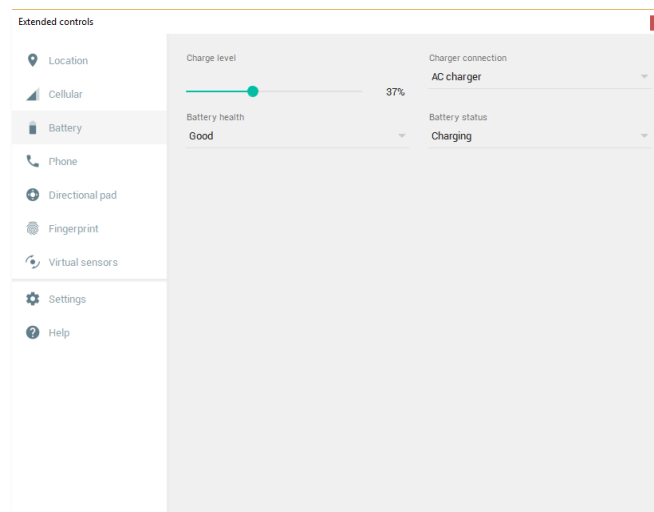 Extended controls
Location
Cellular
Battery
Phone
Directional pad
Fingerprint
Virtual sensors
Settings
Help
Charge level
37%
Charger connection
AC charger
Battery health
Good
Battery status
Charging